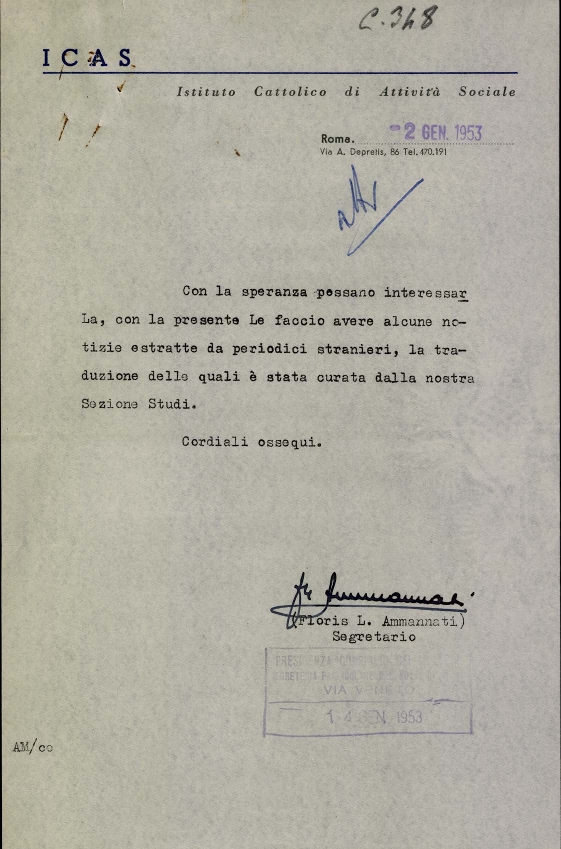 C.348
ICAS
Istituto Cattolico di Attività Sociale
Roma, -2 GEN. 1953
Via A. Depretis, 86 Tel. 470.191
Con la speranza possano interessar
La, con la presente Le faccio avere alcune no-
tizie estratte da periodici stranieri, la tra-
duzione delle quali è stata curata dalla nostra
Sezione Studi.
Cordiali ossequi.
(Floris L. Ammannati)
Segretario
VIA VENETO
1953
AM/co